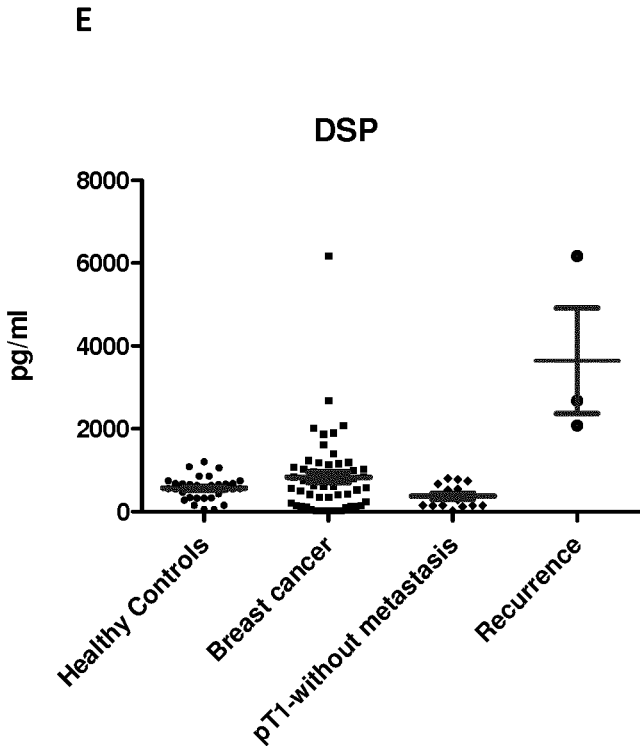 E
DSP
8000
6000
4000
2000
0
pg/ml
Healthy Controls
Breast cancer
pT1-without metastasis
Recurrence